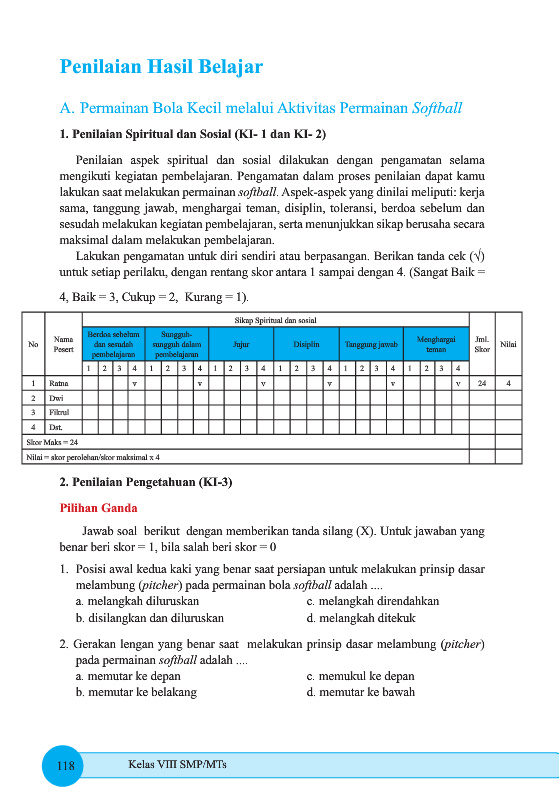 Penilaian Hasil Belajar
A. Permainan Bola Kecil melalui Aktivitas Permainan Softball
1. Penilaian Spiritual dan Sosial (KI- 1 dan KI- 2)
Penilaian aspek spiritual dan sosial dilakukan dengan pengamatan selama
mengikuti kegiatan pembelajaran. Pengamatan dalam proses penilaian dapat kamu
lakukan saat melakukan permainan softball. Aspek-aspek yang dinilai meliputi: kerja
sama, tanggung jawab, menghargai teman, disiplin, toleransi, berdoa sebelum dan
sesudah melakukan kegiatan pembelajaran, serta menunjukkan sikap berusaha secara
maksimal dalam melakukan pembelajaran.
Lakukan pengamatan untuk diri sendiri atau berpasangan. Berikan tanda cek (√)
untuk setiap perilaku, dengan rentang skor antara 1 sampai dengan 4. (Sangat Baik =
4, Baik = 3, Cukup = 2, Kurang = 1).
Sikap Spiritual dan sosial
No Nama Pesert Berdoa sebelum dan sesudah pembelajaran Sungguh-sungguh dalam pembelajaran Jujur Disiplin Tanggung jawab Menghargai teman Jml. Skor Nilai
1 2 3 4 1 2 3 4 1 2 3 4 1 2 3 4 1 2 3 4 1 2 3 4
1 Ratna v v v v v v 24 4
2 Dwi
3 Fikrul
4 Dst.
Skor Maks = 24
Nilai = skor perolehan/skor maksimal x 4
2. Penilaian Pengetahuan (KI-3)
Pilihan Ganda
Jawab soal berikut dengan memberikan tanda silang (X). Untuk jawaban yang
benar beri skor = 1, bila salah beri skor = 0
1. Posisi awal kedua kaki yang benar saat persiapan untuk melakukan prinsip dasar
melambung (pitcher) pada permainan bola softball adalah ....
a. melangkah diluruskan c. melangkah direndahkan
b. disilangkan dan diluruskan d. melangkah ditekuk
2. Gerakan lengan yang benar saat melakukan prinsip dasar melambung (pitcher)
pada permainan softball adalah ....
a. memutar ke depan c. memukul ke depan
b. memutar ke belakang d. memutar ke bawah
118 Kelas VIII SMP/MTs